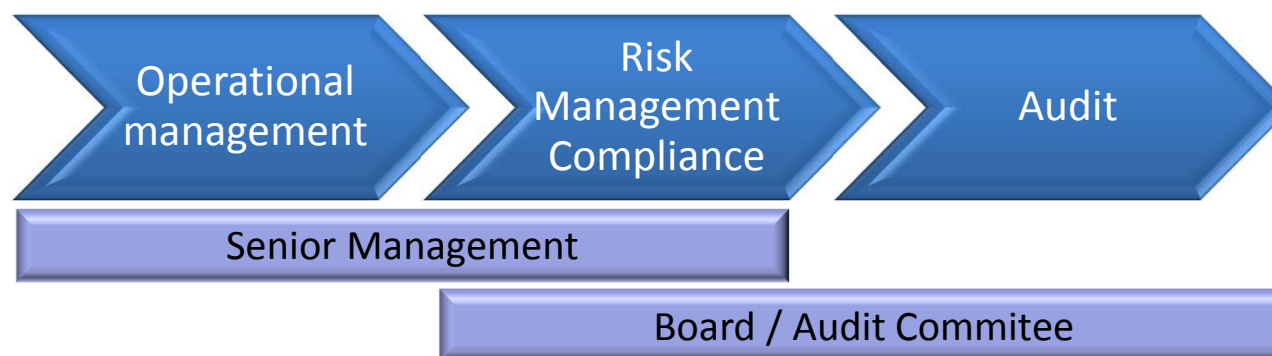 Operational
management
Risk
Management
Compliance
Audit
Senior Management
Board / Audit Commitee